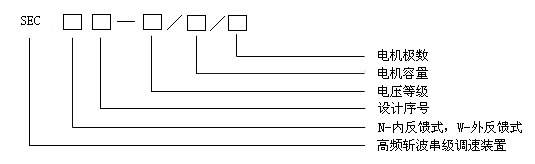 SEC □□—□/□/□
电机极数
电机容量
电压等级
设计序号
N-内反馈式，W-外反馈式
高频斩波串级调速装置